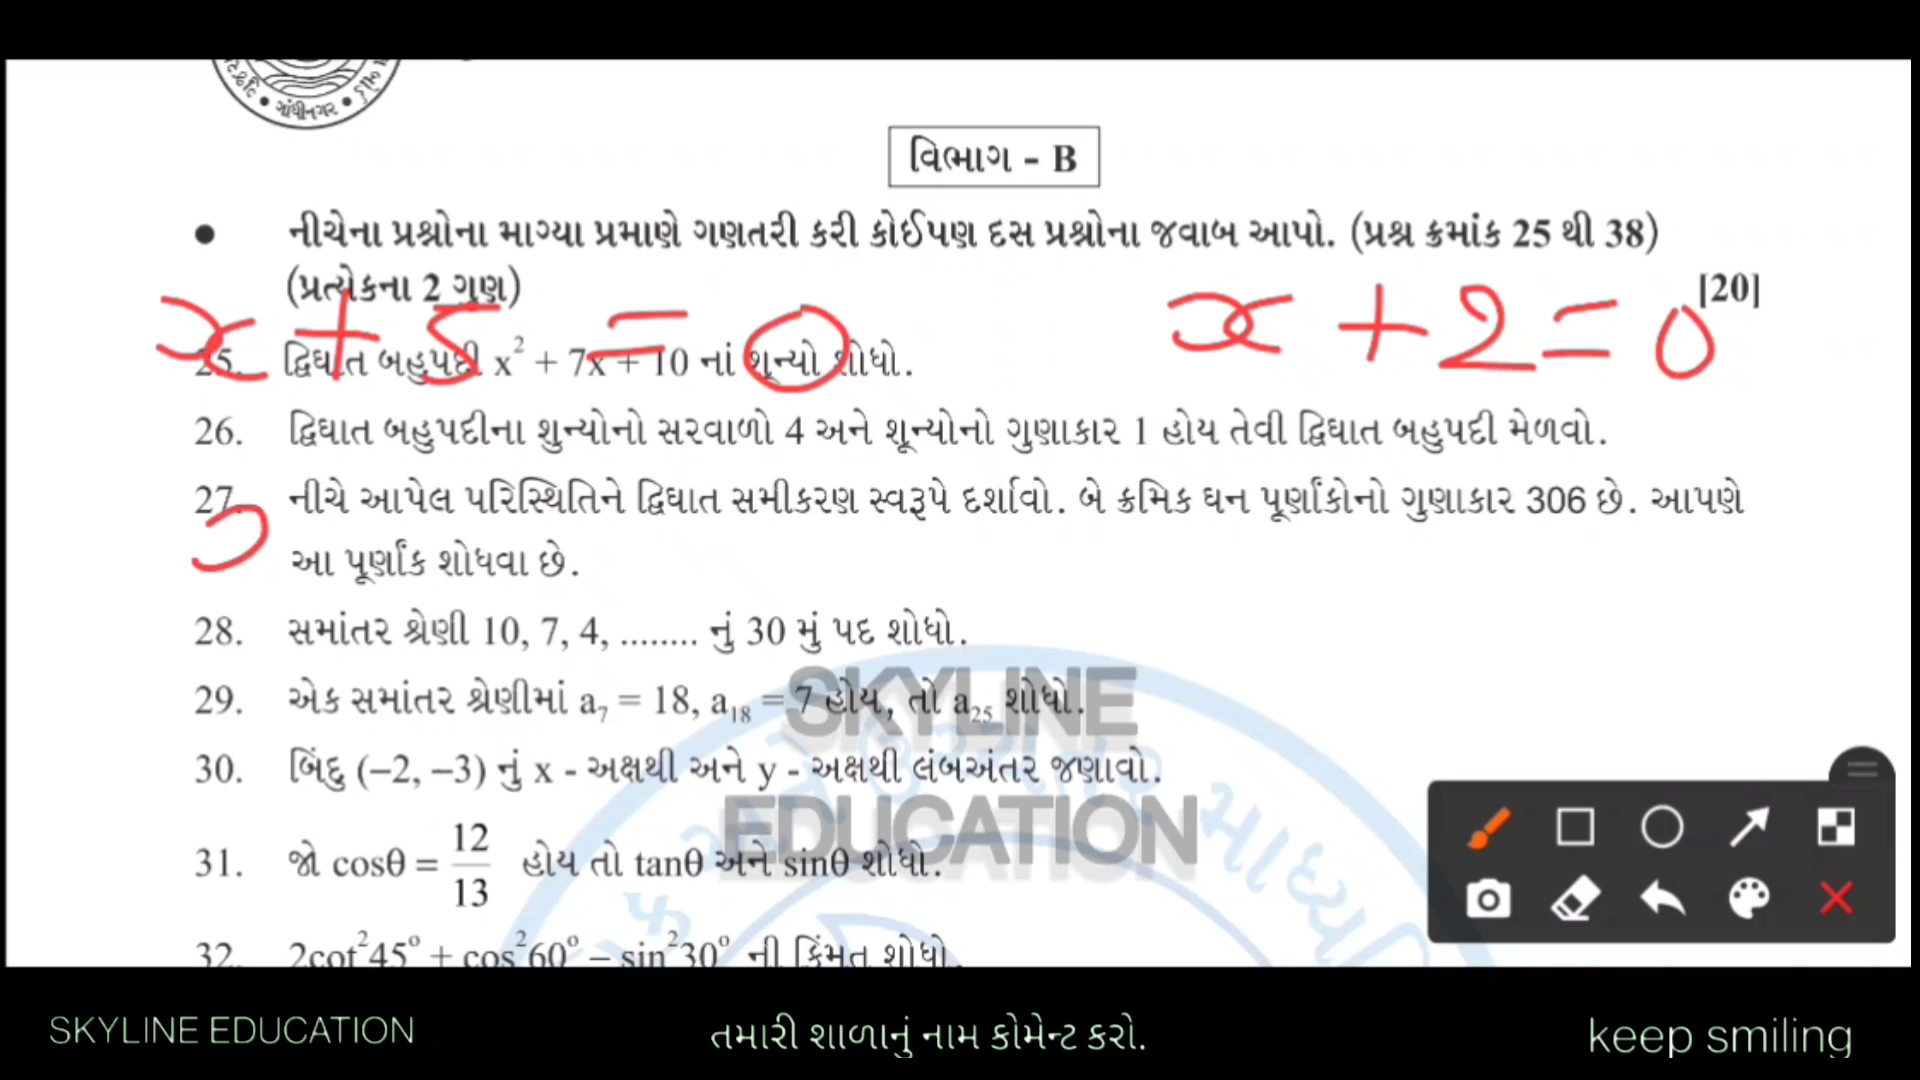 ગાંધીનગર
વિભાગ - B
● નીચેના પ્રશ્નોના માગ્યા પ્રમાણે ગણતરી કરી કોઈપણ દસ પ્રશ્નોના જવાબ આપો. (પ્રશ્ન ક્રમાંક 25 થી 38)
(પ્રત્યેકના 2 ગુણ) [20]
x + 5 = 0 x + 2 = 0
25. દ્વિઘાત બહુપદી x² + 7x + 10 નાં શૂન્યો શોધો.
26. દ્વિઘાત બહુપદીના શુન્યોનો સરવાળો 4 અને શૂન્યોનો ગુણાકાર 1 હોય તેવી દ્વિઘાત બહુપદી મેળવો.
27. નીચે આપેલ પરિસ્થિતિને દ્વિઘાત સમીકરણ સ્વરૂપે દર્શાવો. બે ક્રમિક ઘન પૂર્ણાંકોનો ગુણાકાર 306 છે. આપણે
આ પૂર્ણાંક શોધવા છે.
28. સમાંતર શ્રેણી 10, 7, 4, ........ નું 30 મું પદ શોધો.
29. એક સમાંતર શ્રેણીમાં a₇ = 18, a₁₈ = 7 હોય, તો a₂₅ શોધો.
30. બિંદુ (–2, –3) નું x - અક્ષથી અને y - અક્ષથી લંબઅંતર જણાવો.
31. જો cosθ = 12/13 હોય તો tanθ અને sinθ શોધો.
32. 2cot²45° + cos²60° – sin²30° ની કિંમત શોધો.
SKYLINE
EDUCATION
SKYLINE EDUCATION તમારી શાળાનું નામ કોમેન્ટ કરો. keep smiling